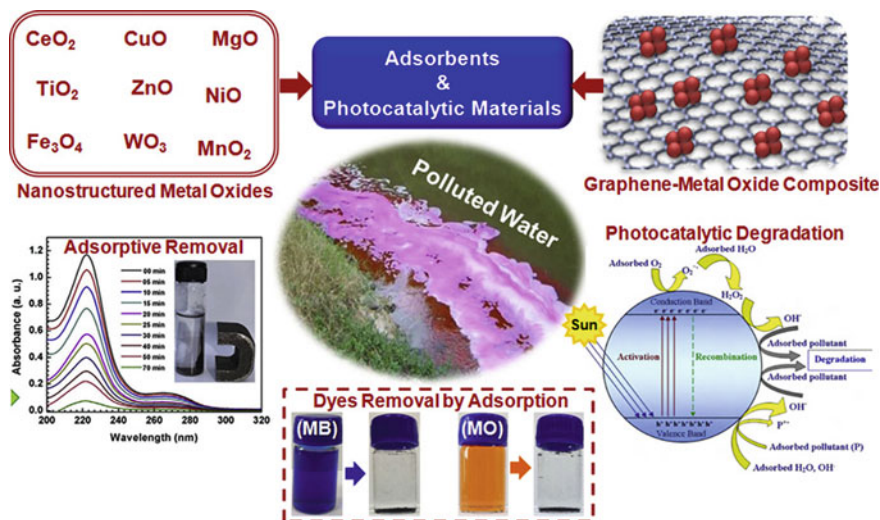 CeO₂ CuO MgO
TiO₂ ZnO NiO
Fe₃O₄ WO₃ MnO₂
Nanostructured Metal Oxides
Adsorbents
&
Photocatalytic Materials
Graphene-Metal Oxide Composite
Polluted Water
Adsorptive Removal
Absorbance (a. u.)
1.2
1.0
0.8
0.6
0.4
0.2
0.0
00 min
05 min
10 min
15 min
20 min
25 min
30 min
40 min
50 min
70 min
200 220 240 260 280 300 320
Wavelength (nm)
Dyes Removal by Adsorption
(MB) (MO)
Photocatalytic Degradation
Adsorbed O₂
O₂⁻·
Adsorbed H₂O
H₂O₂
OH·
Conduction Band
e⁻ e⁻ e⁻ e⁻ e⁻ e⁻ e⁻
Sun
Activation
Recombination
Adsorbed pollutant
Degradation
Adsorbed pollutant
OH·
h⁺ h⁺ h⁺ h⁺ h⁺ h⁺ h⁺
Valence Band
P⁺·
Adsorbed pollutant (P)
Adsorbed H₂O, OH⁻